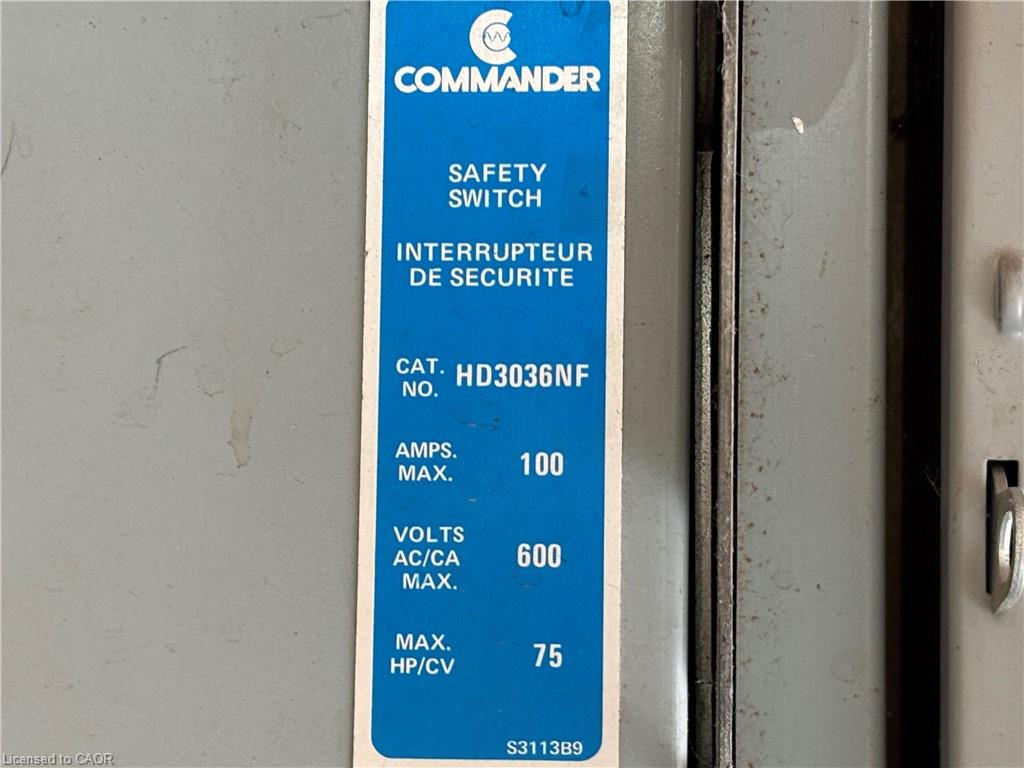 COMMANDER
SAFETY
SWITCH
INTERRUPTEUR
DE SECURITE
CAT.
NO. HD3036NF
AMPS.
MAX. 100
VOLTS
AC/CA 600
MAX.
MAX.
HP/CV 75
S3113B9
Licensed to CAOR